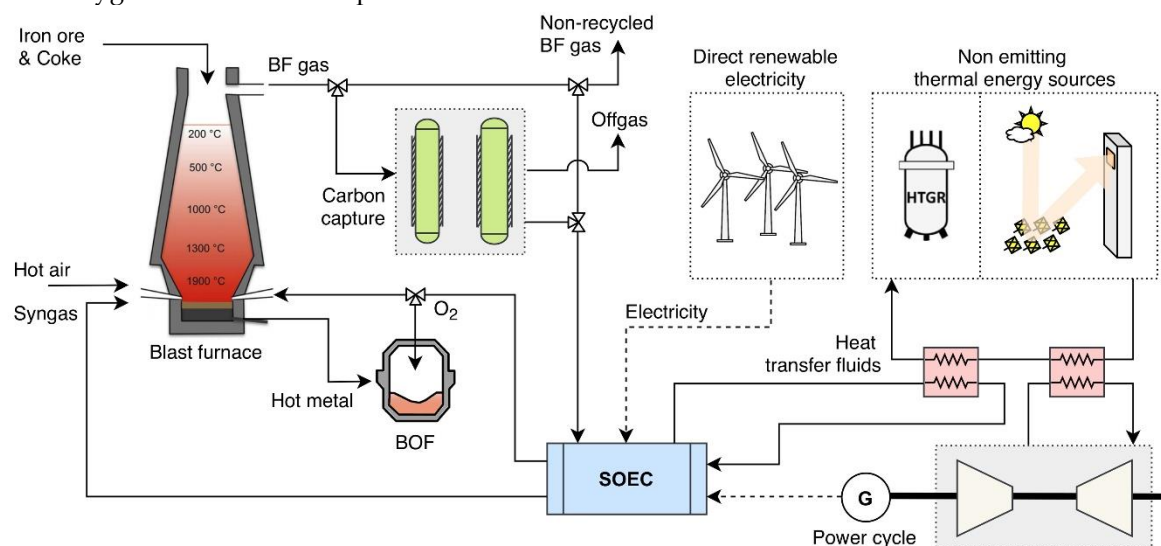 Iron ore
& Coke
BF gas
Non-recycled
BF gas
Direct renewable
electricity
Non emitting
thermal energy sources
Offgas
Carbon
capture
200 °C
500 °C
1000 °C
1300 °C
1900 °C
HTGR
Hot air
Syngas
O2
Electricity
Blast furnace
Heat
transfer fluids
Hot metal
BOF
SOEC
G
Power cycle